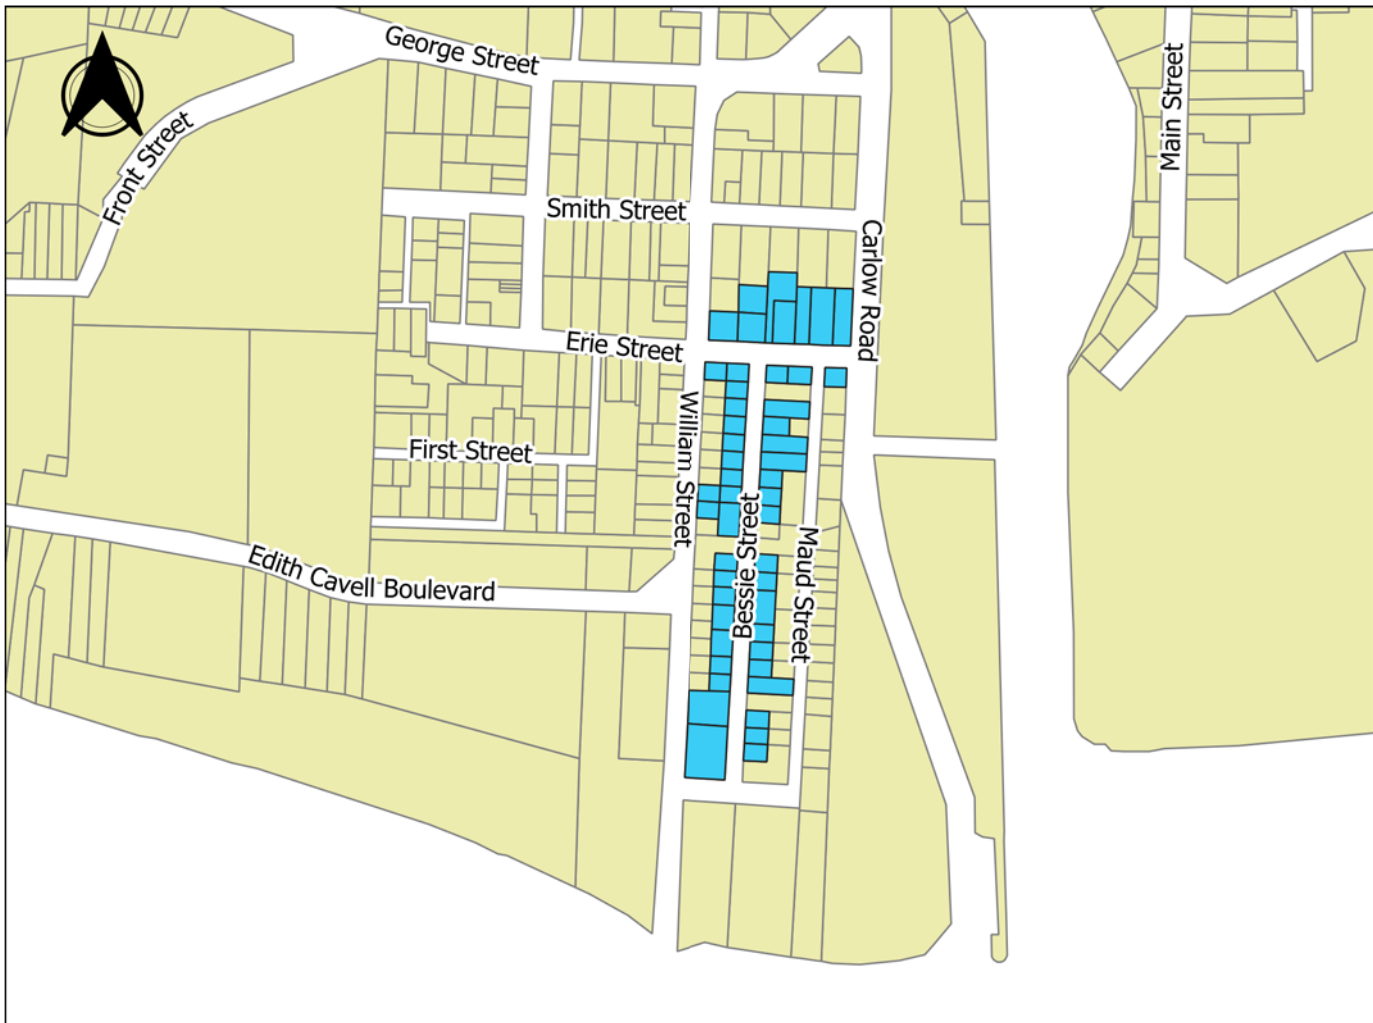 George Street
Main Street
Front Street
Smith Street
Carlow Road
Erie Street
William Street
First Street
Bessie Street
Maud Street
Edith Cavell Boulevard